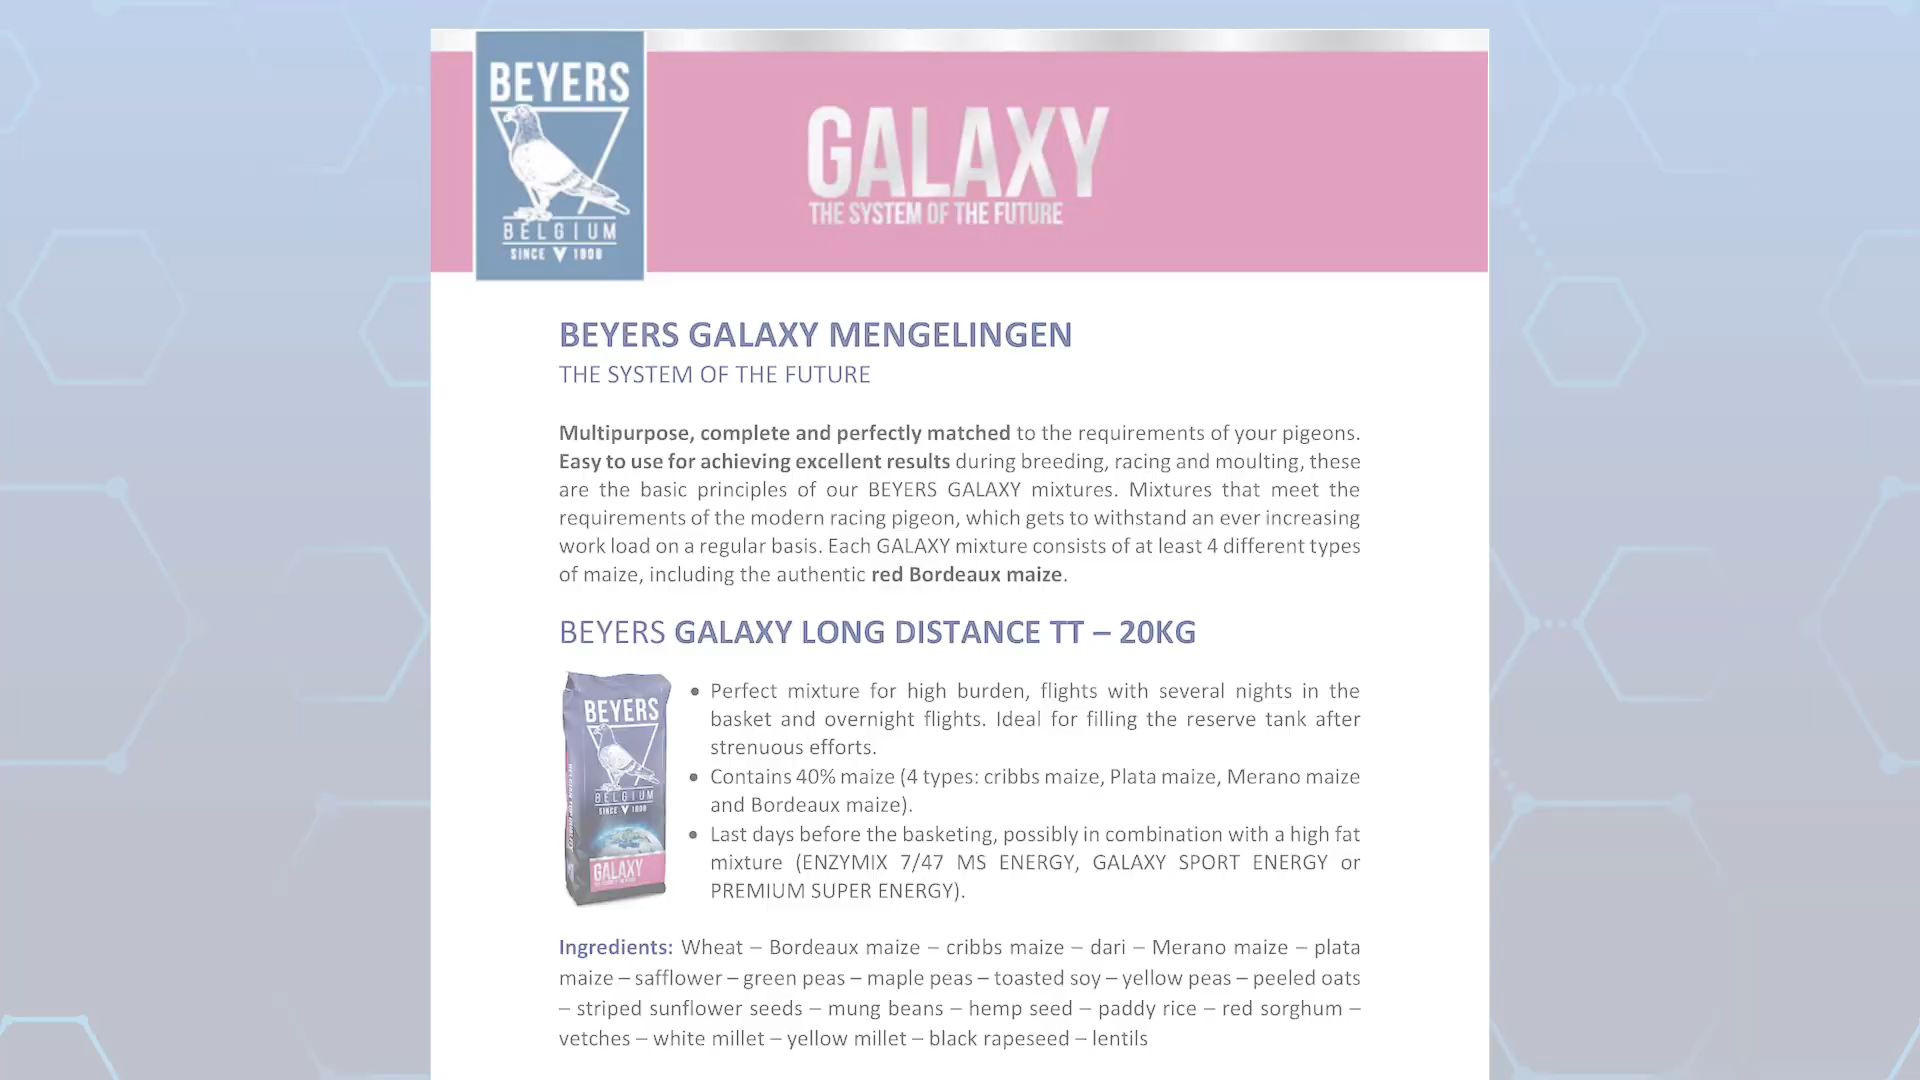 BEYERS
BELGIUM
SINCE 1808
GALAXY
THE SYSTEM OF THE FUTURE
BEYERS GALAXY MENGELINGEN
THE SYSTEM OF THE FUTURE
Multipurpose, complete and perfectly matched to the requirements of your pigeons.
Easy to use for achieving excellent results during breeding, racing and moulting, these
are the basic principles of our BEYERS GALAXY mixtures. Mixtures that meet the
requirements of the modern racing pigeon, which gets to withstand an ever increasing
work load on a regular basis. Each GALAXY mixture consists of at least 4 different types
of maize, including the authentic red Bordeaux maize.
BEYERS GALAXY LONG DISTANCE TT – 20KG
BEYERS
BELGIUM
SINCE 1808
GALAXY
• Perfect mixture for high burden, flights with several nights in the
basket and overnight flights. Ideal for filling the reserve tank after
strenuous efforts.
• Contains 40% maize (4 types: cribbs maize, Plata maize, Merano maize
and Bordeaux maize).
• Last days before the basketing, possibly in combination with a high fat
mixture (ENZYMIX 7/47 MS ENERGY, GALAXY SPORT ENERGY or
PREMIUM SUPER ENERGY).
Ingredients: Wheat – Bordeaux maize – cribbs maize – dari – Merano maize – plata
maize – safflower – green peas – maple peas – toasted soy – yellow peas – peeled oats
– striped sunflower seeds – mung beans – hemp seed – paddy rice – red sorghum –
vetches – white millet – yellow millet – black rapeseed – lentils